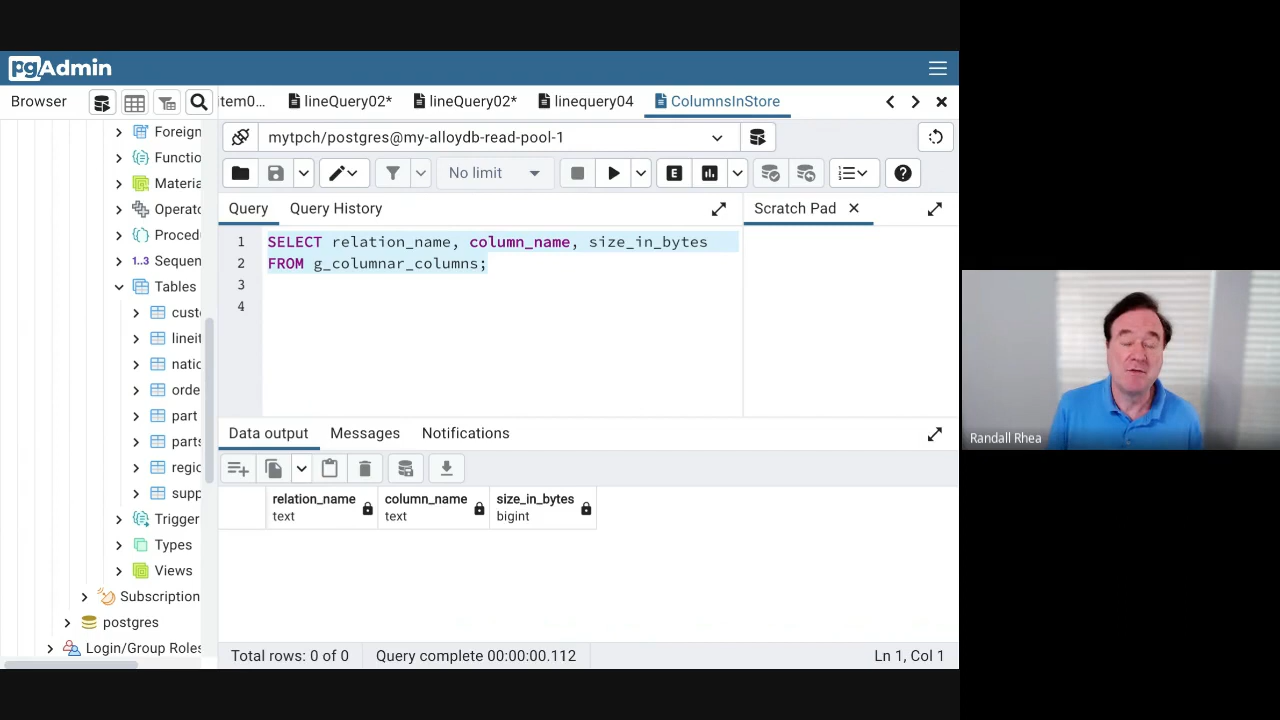 pgAdmin
Browser
tem0...
lineQuery02*
lineQuery02*
linequery04
ColumnsInStore
mytpch/postgres@my-alloydb-read-pool-1
No limit
E
Query
Query History
Scratch Pad
1 SELECT relation_name, column_name, size_in_bytes
2 FROM g_columnar_columns;
3
4
Foreign
Functio
Materia
Operato
Proced
1..3 Sequen
Tables
custo
lineit
natio
orde
part
parts
regio
supp
Trigger
Types
Views
Subscription
postgres
Login/Group Roles
Data output
Messages
Notifications
relation_name
text
column_name
text
size_in_bytes
bigint
Total rows: 0 of 0
Query complete 00:00:00.112
Ln 1, Col 1
Randall Rhea